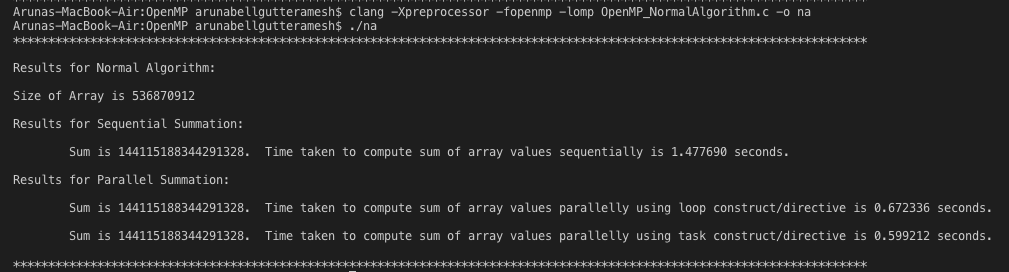 Arunas-MacBook-Air:OpenMP arunabellgutteramesh$ clang -Xpreprocessor -fopenmp -lomp OpenMP_NormalAlgorithm.c -o na
Arunas-MacBook-Air:OpenMP arunabellgutteramesh$ ./na
**************************************************************************************************************************
Results for Normal Algorithm:
Size of Array is 536870912
Results for Sequential Summation:
Sum is 144115188344291328.  Time taken to compute sum of array values sequentially is 1.477690 seconds.
Results for Parallel Summation:
Sum is 144115188344291328.  Time taken to compute sum of array values parallelly using loop construct/directive is 0.672336 seconds.
Sum is 144115188344291328.  Time taken to compute sum of array values parallelly using task construct/directive is 0.599212 seconds.
**************************************************************************************************************************